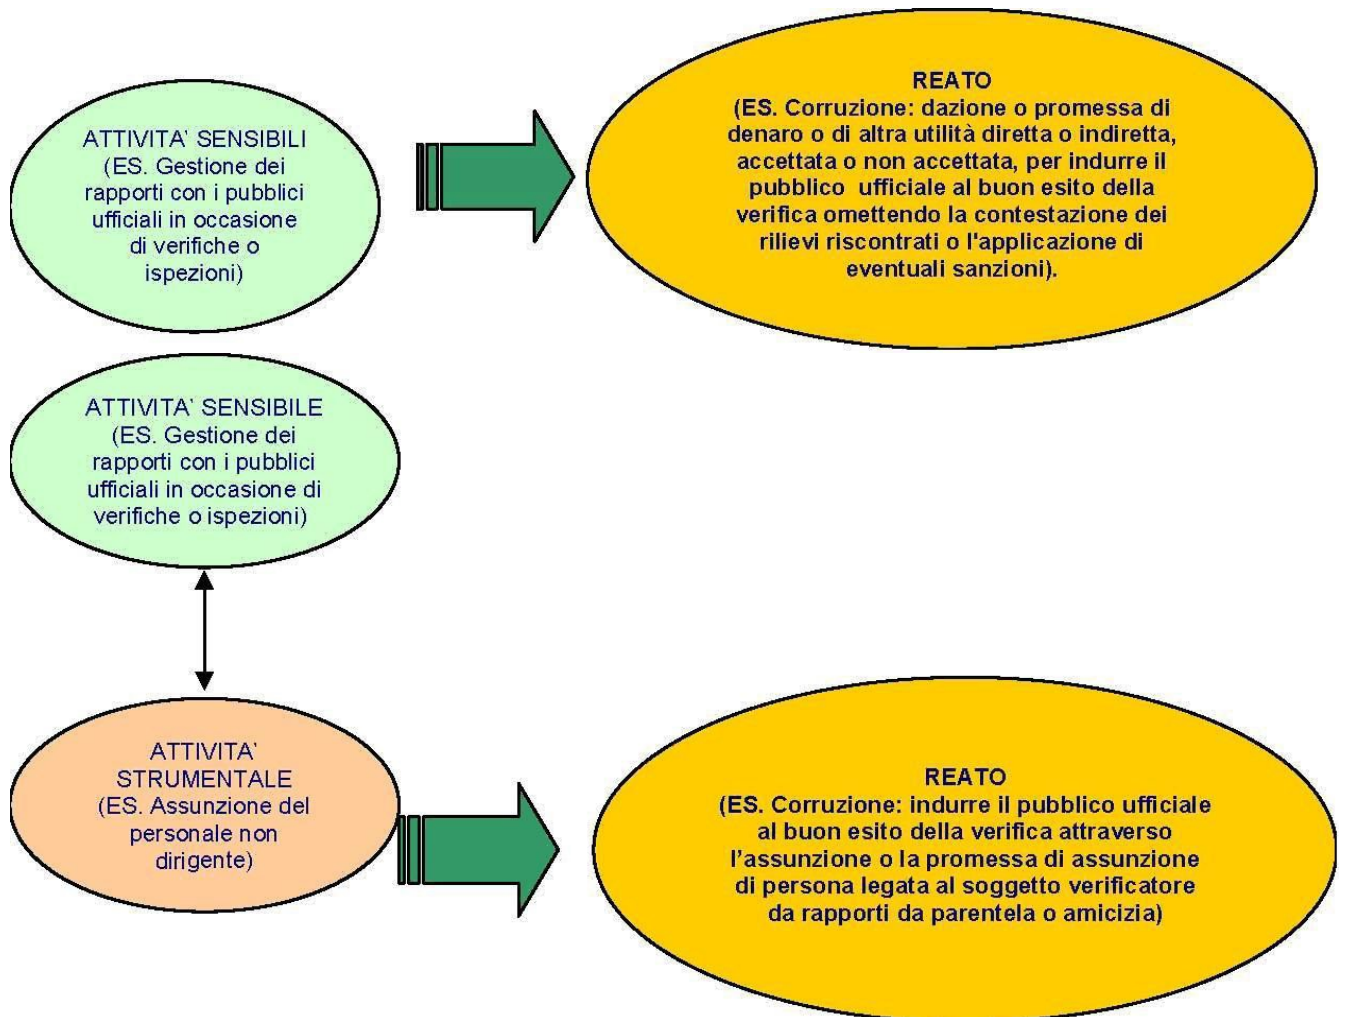 ATTIVITA' SENSIBILI
(ES. Gestione dei
rapporti con i pubblici
ufficiali in occasione
di verifiche o
ispezioni)
REATO
(ES. Corruzione: dazione o promessa di
denaro o di altra utilità diretta o indiretta,
accettata o non accettata, per indurre il
pubblico ufficiale al buon esito della
verifica omettendo la contestazione dei
rilievi riscontrati o l'applicazione di
eventuali sanzioni).
ATTIVITA' SENSIBILE
(ES. Gestione dei
rapporti con i pubblici
ufficiali in occasione di
verifiche o ispezioni)
ATTIVITA'
STRUMENTALE
(ES. Assunzione del
personale non
dirigente)
REATO
(ES. Corruzione: indurre il pubblico ufficiale
al buon esito della verifica attraverso
l'assunzione o la promessa di assunzione
di persona legata al soggetto verificatore
da rapporti da parentela o amicizia)